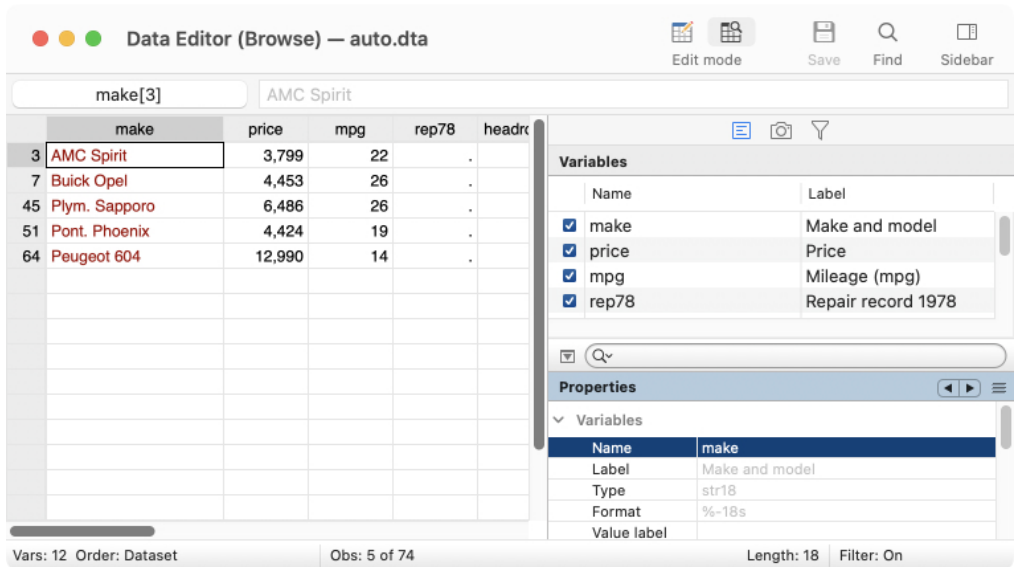 Data Editor (Browse) — auto.dta
Edit mode Save Find Sidebar
make[3] AMC Spirit
make price mpg rep78 headro
3 AMC Spirit 3,799 22 .
7 Buick Opel 4,453 26 .
45 Plym. Sapporo 6,486 26 .
51 Pont. Phoenix 4,424 19 .
64 Peugeot 604 12,990 14 .
Variables
Name Label
make Make and model
price Price
mpg Mileage (mpg)
rep78 Repair record 1978
Properties
Variables
Name make
Label Make and model
Type str18
Format %-18s
Value label
Vars: 12 Order: Dataset Obs: 5 of 74 Length: 18 Filter: On